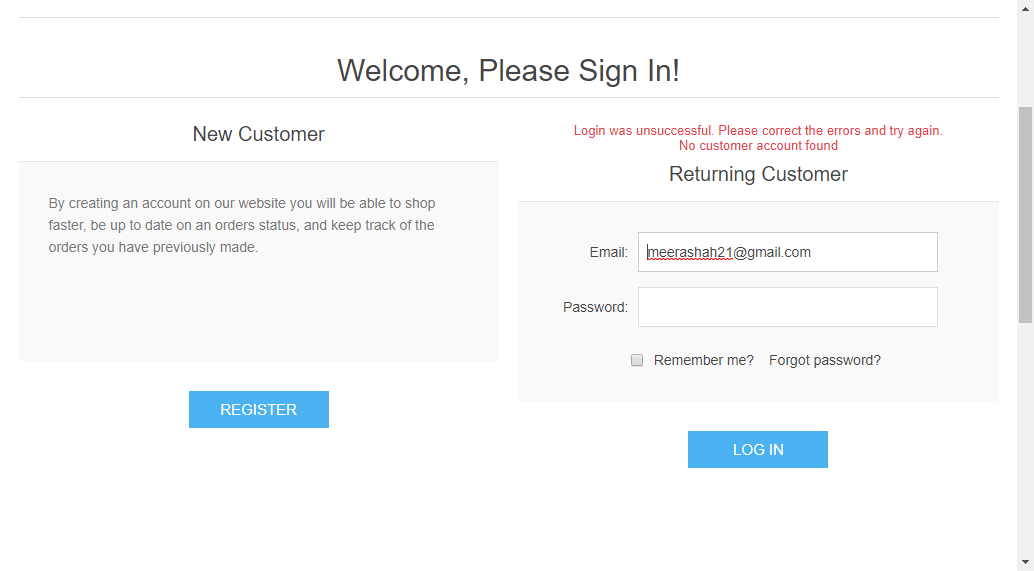 Welcome, Please Sign In!
New Customer
By creating an account on our website you will be able to shop
faster, be up to date on an orders status, and keep track of the
orders you have previously made.
REGISTER
Login was unsuccessful. Please correct the errors and try again.
No customer account found
Returning Customer
Email: meerashah21@gmail.com
Password:
Remember me? Forgot password?
LOG IN